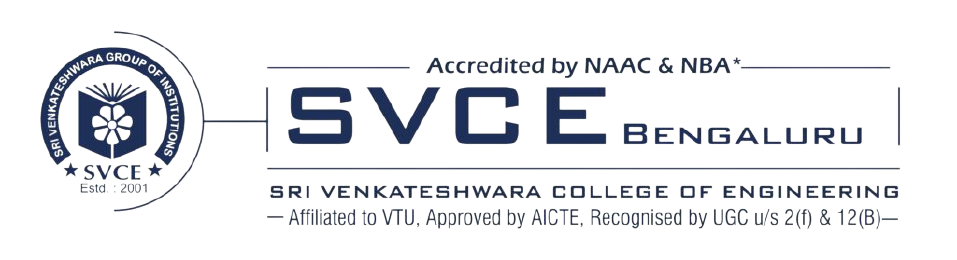 SRI VENKATESHWARA GROUP OF INSTITUTIONS
SVCE
Estd. : 2001
Accredited by NAAC & NBA*
SVCE BENGALURU
SRI VENKATESHWARA COLLEGE OF ENGINEERING
Affiliated to VTU, Approved by AICTE, Recognised by UGC u/s 2(f) & 12(B)